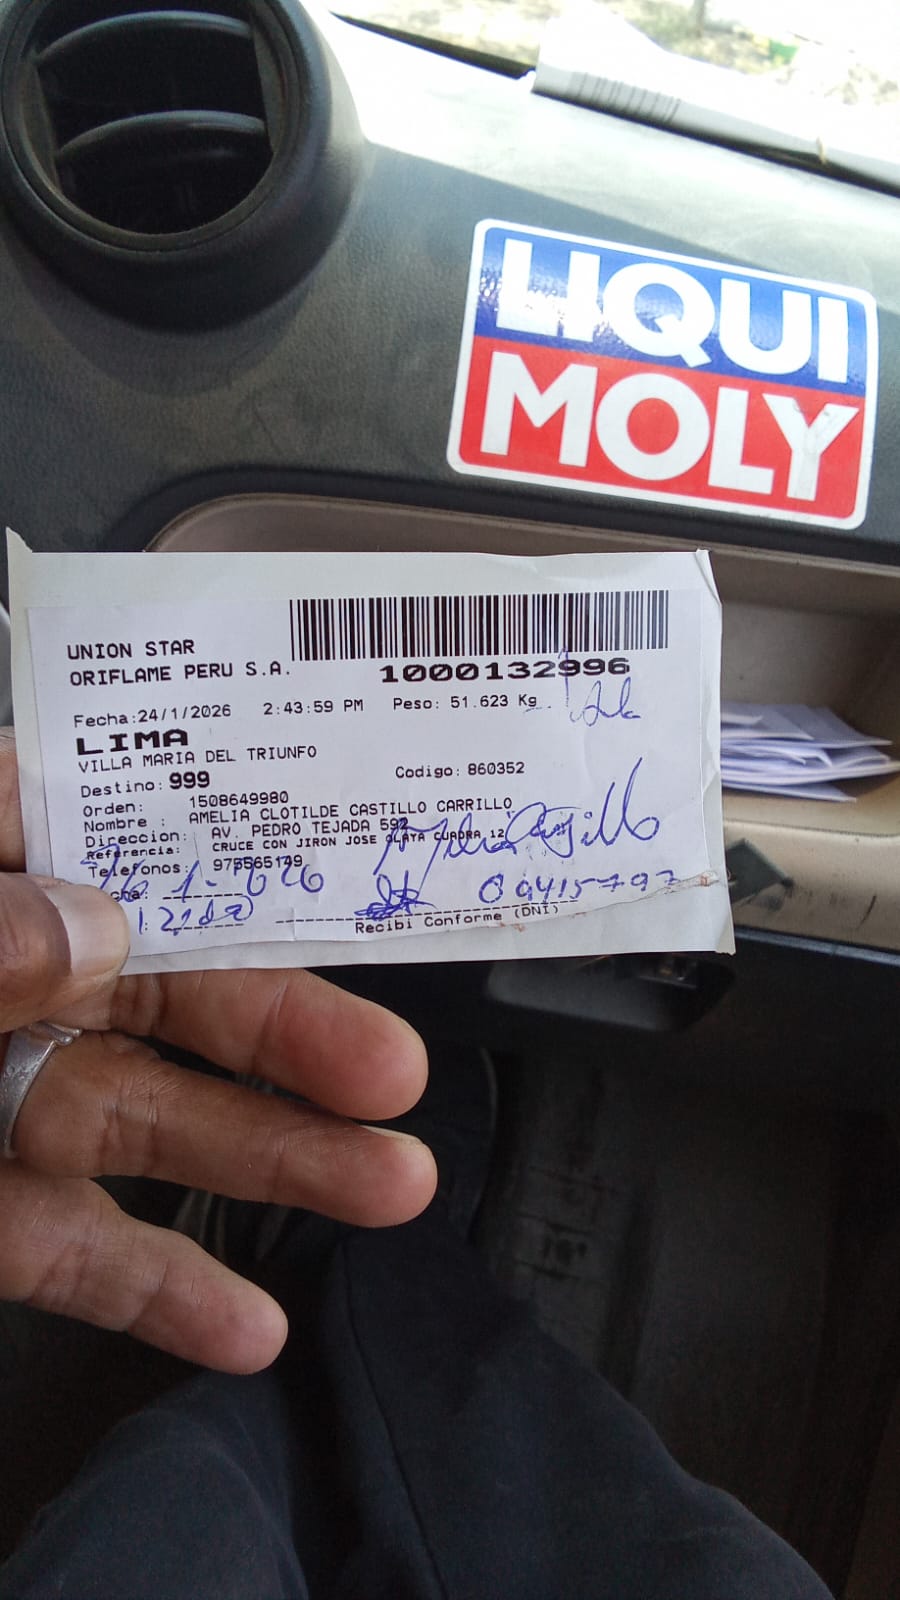 LIQUI
MOLY
UNION STAR
ORIFLAME PERU S.A.
1000132996
Fecha:24/1/2026 2:43:59 PM Peso: 51.623 Kg
LIMA
VILLA MARIA DEL TRIUNFO
Destino: 999 Codigo: 860352
Orden: 1508649980
Nombre : AMELIA CLOTILDE CASTILLO CARRILLO
Direccion: AV. PEDRO TEJADA 592
Referencia: CRUCE CON JIRON JOSE OLAYA CUADRA 12
Telefonos: 975565149
Recibi Conforme (DNI)